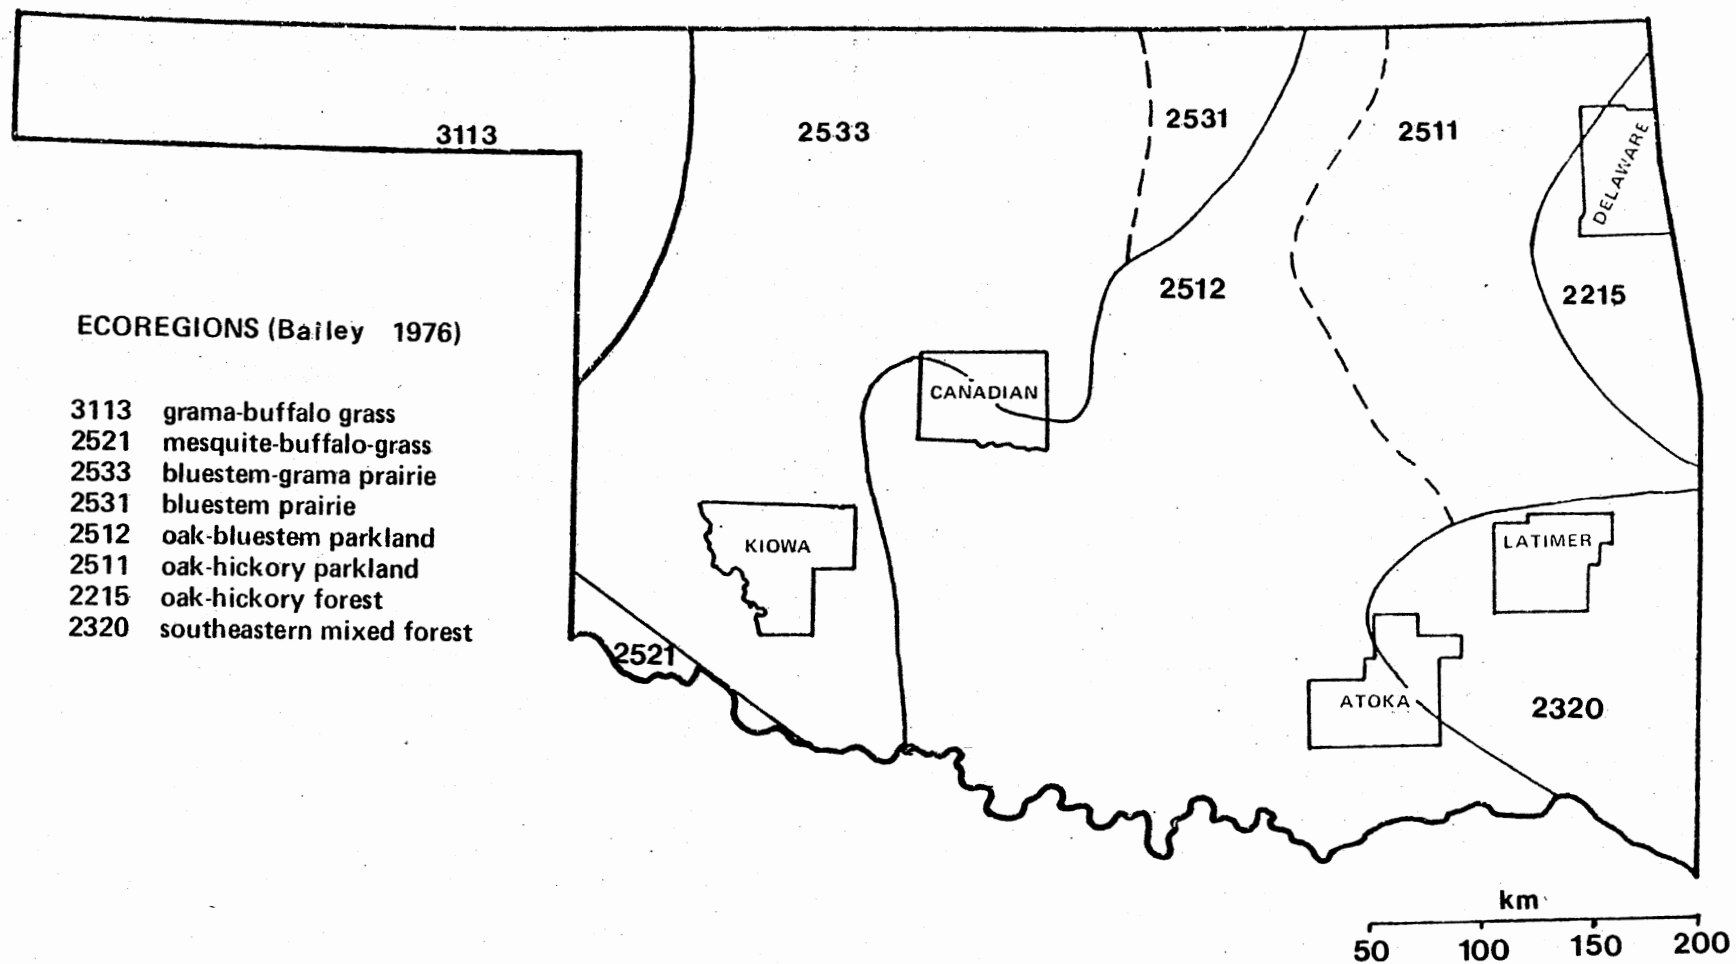 3113
2533
2531
2511
DELAWARE
2512
2215
ECOREGIONS (Bailey 1976)
CANADIAN
3113 grama-buffalo grass
2521 mesquite-buffalo-grass
2533 bluestem-grama prairie
2531 bluestem prairie
2512 oak-bluestem parkland
2511 oak-hickory parkland
2215 oak-hickory forest
2320 southeastern mixed forest
KIOWA
LATIMER
2521
ATOKA
2320
km
50 100 150 200